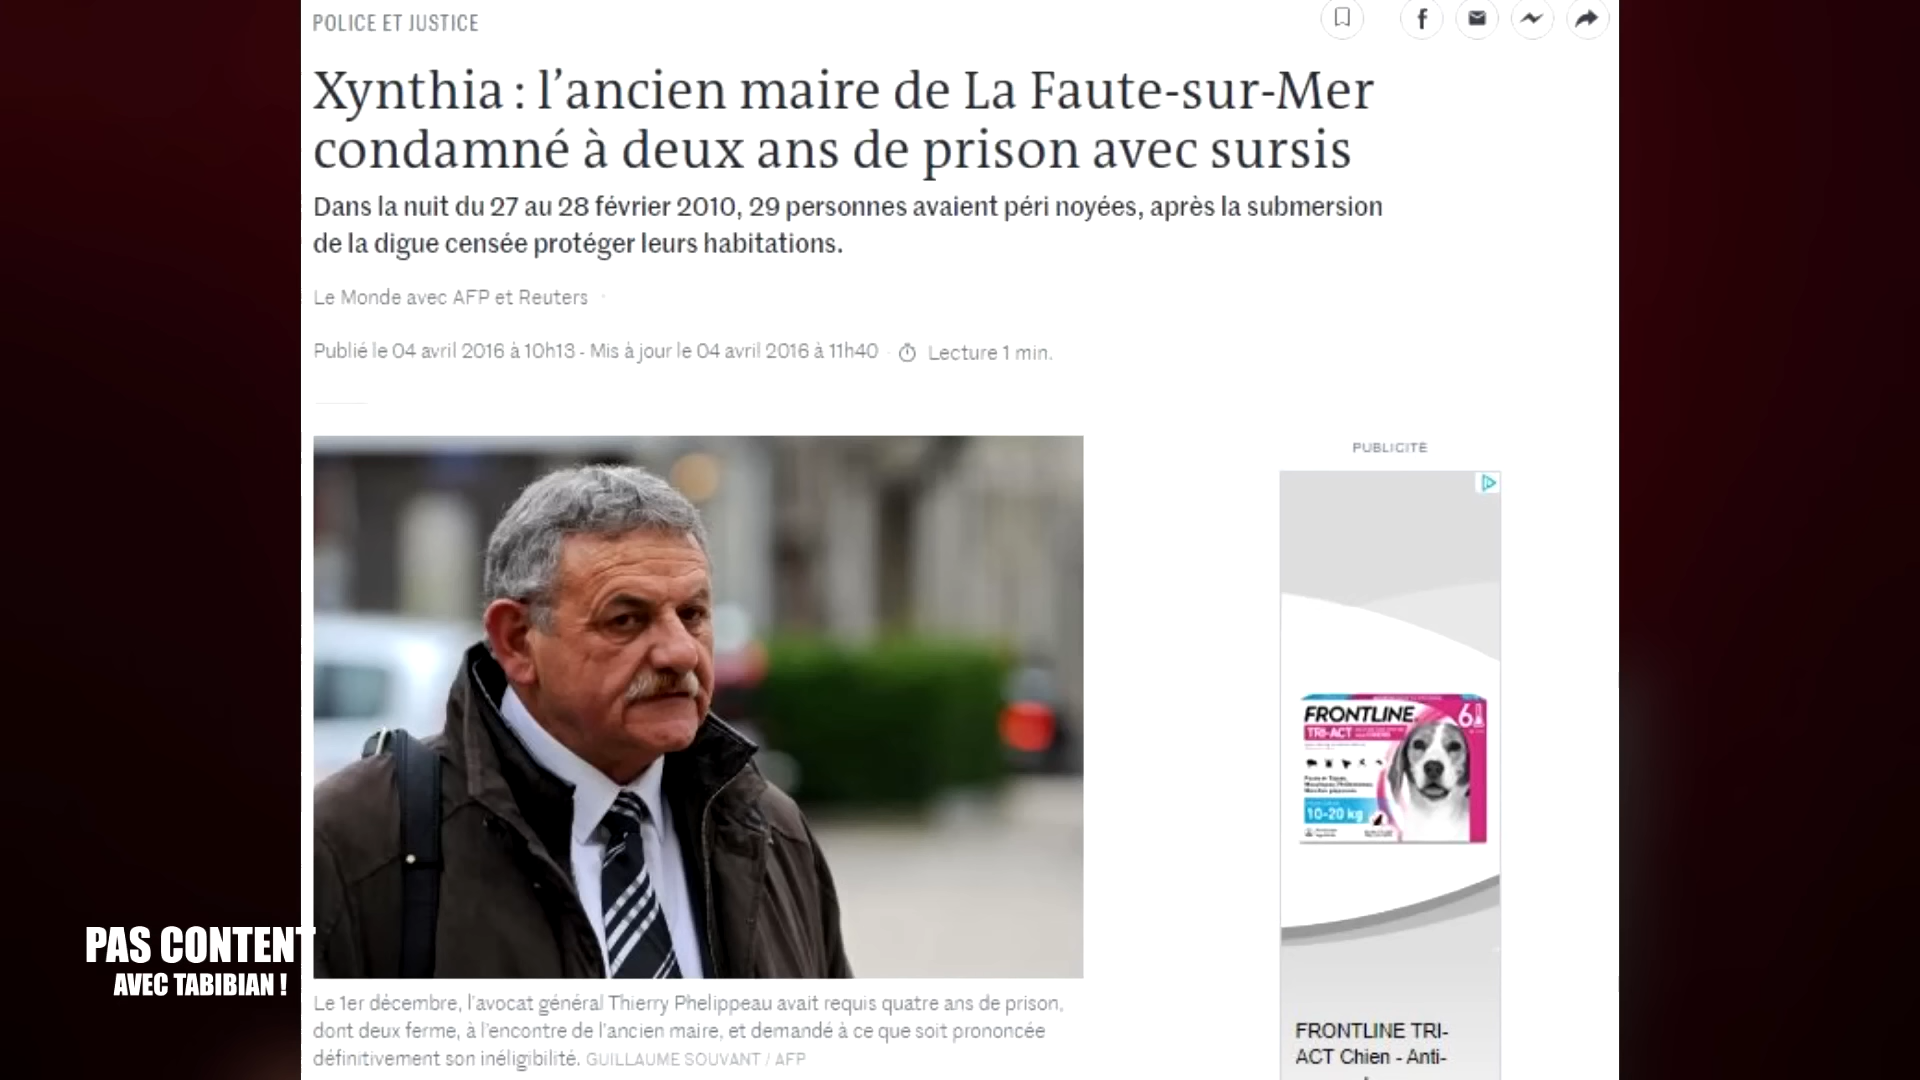 POLICE ET JUSTICE
Xynthia : l’ancien maire de La Faute-sur-Mer
condamné à deux ans de prison avec sursis
Dans la nuit du 27 au 28 février 2010, 29 personnes avaient péri noyées, après la submersion
de la digue censée protéger leurs habitations.
Le Monde avec AFP et Reuters
Publié le 04 avril 2016 à 10h13 - Mis à jour le 04 avril 2016 à 11h40 · Lecture 1 min.
PUBLICITÉ
FRONTLINE
6
TRI-ACT
10-20 kg
FRONTLINE TRI-
ACT Chien - Anti-
Le 1er décembre, l’avocat général Thierry Phelippeau avait requis quatre ans de prison,
dont deux ferme, à l’encontre de l’ancien maire, et demandé à ce que soit prononcée
définitivement son inéligibilité. GUILLAUME SOUVANT / AFP
PAS CONTENT
AVEC TABIBIAN !